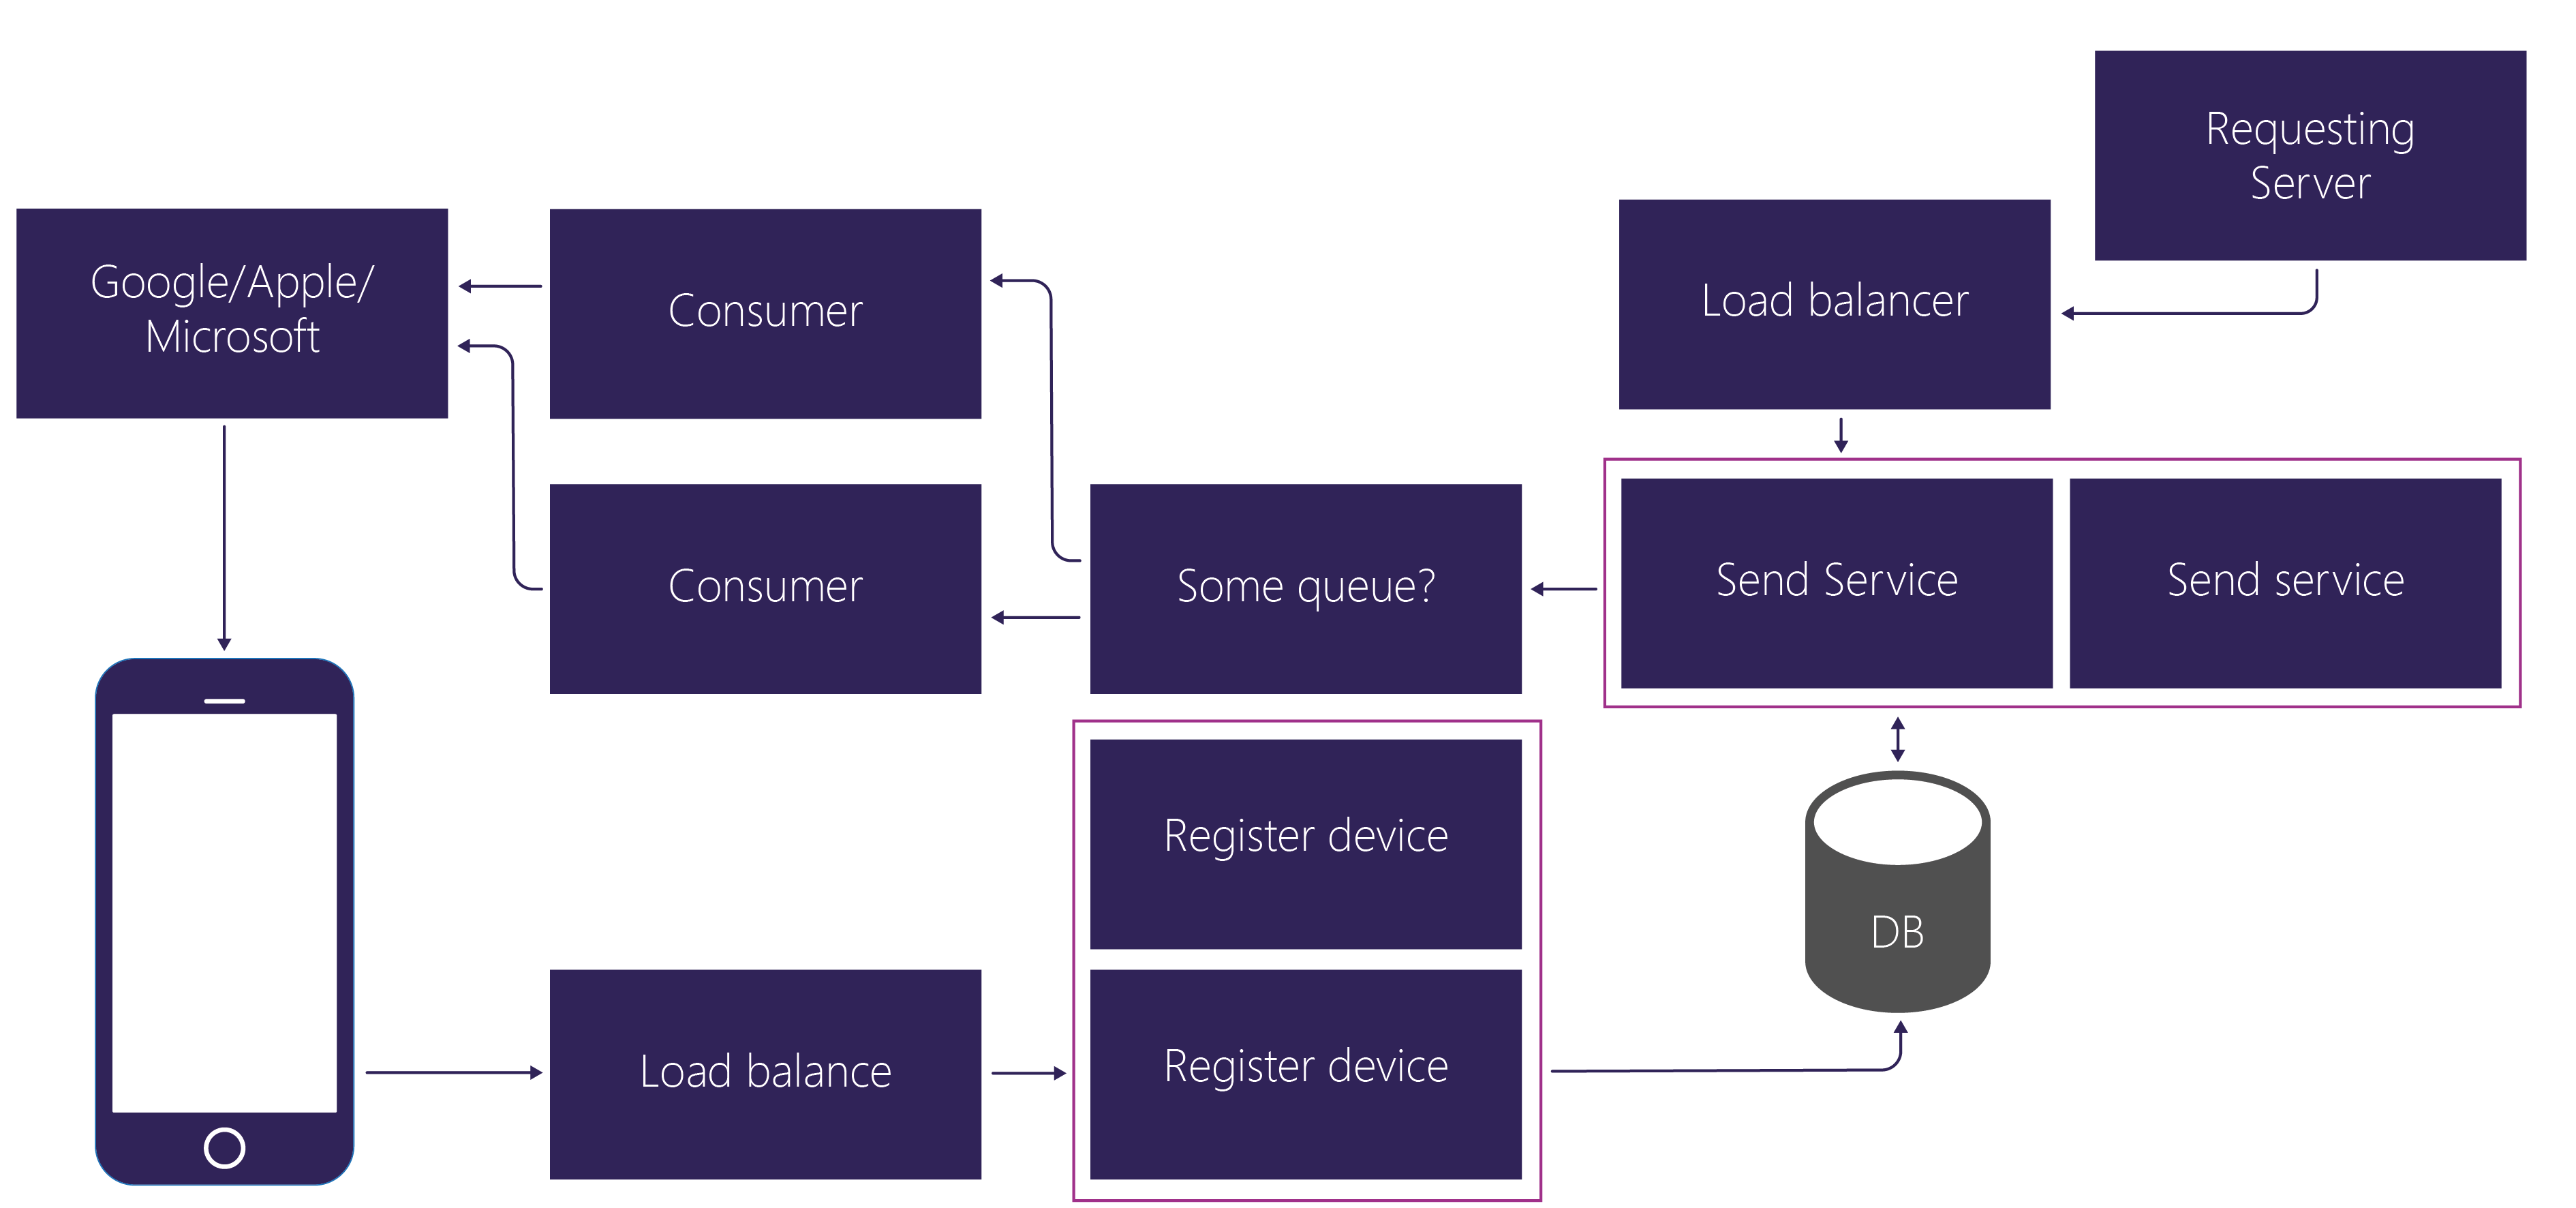 Requesting
Server
Google/Apple/
Microsoft
Consumer
Load balancer
Consumer
Some queue?
Send Service
Send service
Register device
DB
Load balance
Register device